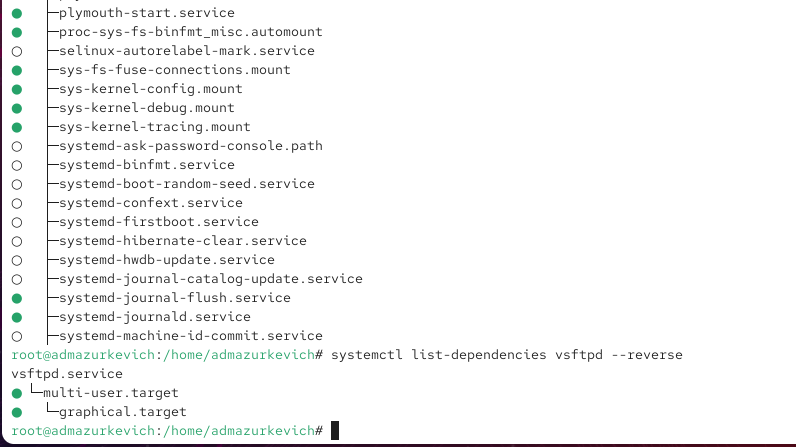 ├─plymouth-start.service
● ├─proc-sys-fs-binfmt_misc.automount
○ ├─selinux-autorelabel-mark.service
● ├─sys-fs-fuse-connections.mount
● ├─sys-kernel-config.mount
● ├─sys-kernel-debug.mount
● ├─sys-kernel-tracing.mount
○ ├─systemd-ask-password-console.path
○ ├─systemd-binfmt.service
○ ├─systemd-boot-random-seed.service
○ ├─systemd-confext.service
○ ├─systemd-firstboot.service
○ ├─systemd-hibernate-clear.service
○ ├─systemd-hwdb-update.service
○ ├─systemd-journal-catalog-update.service
● ├─systemd-journal-flush.service
● ├─systemd-journald.service
○ ├─systemd-machine-id-commit.service
root@admazurkevich:/home/admazurkevich# systemctl list-dependencies vsftpd --reverse
vsftpd.service
● └─multi-user.target
●   └─graphical.target
root@admazurkevich:/home/admazurkevich#